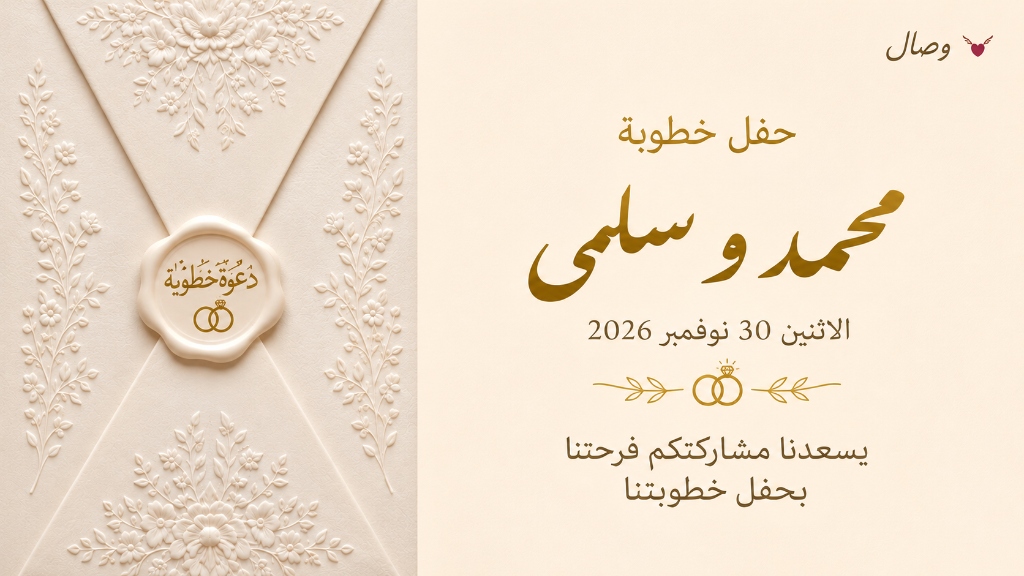 وصال
حفل خطوبة
محمد و سلمى
الاثنين 30 نوفمبر 2026
يسعدنا مشاركتكم فرحتنا
بحفل خطوبتنا
دعوة خطوبة